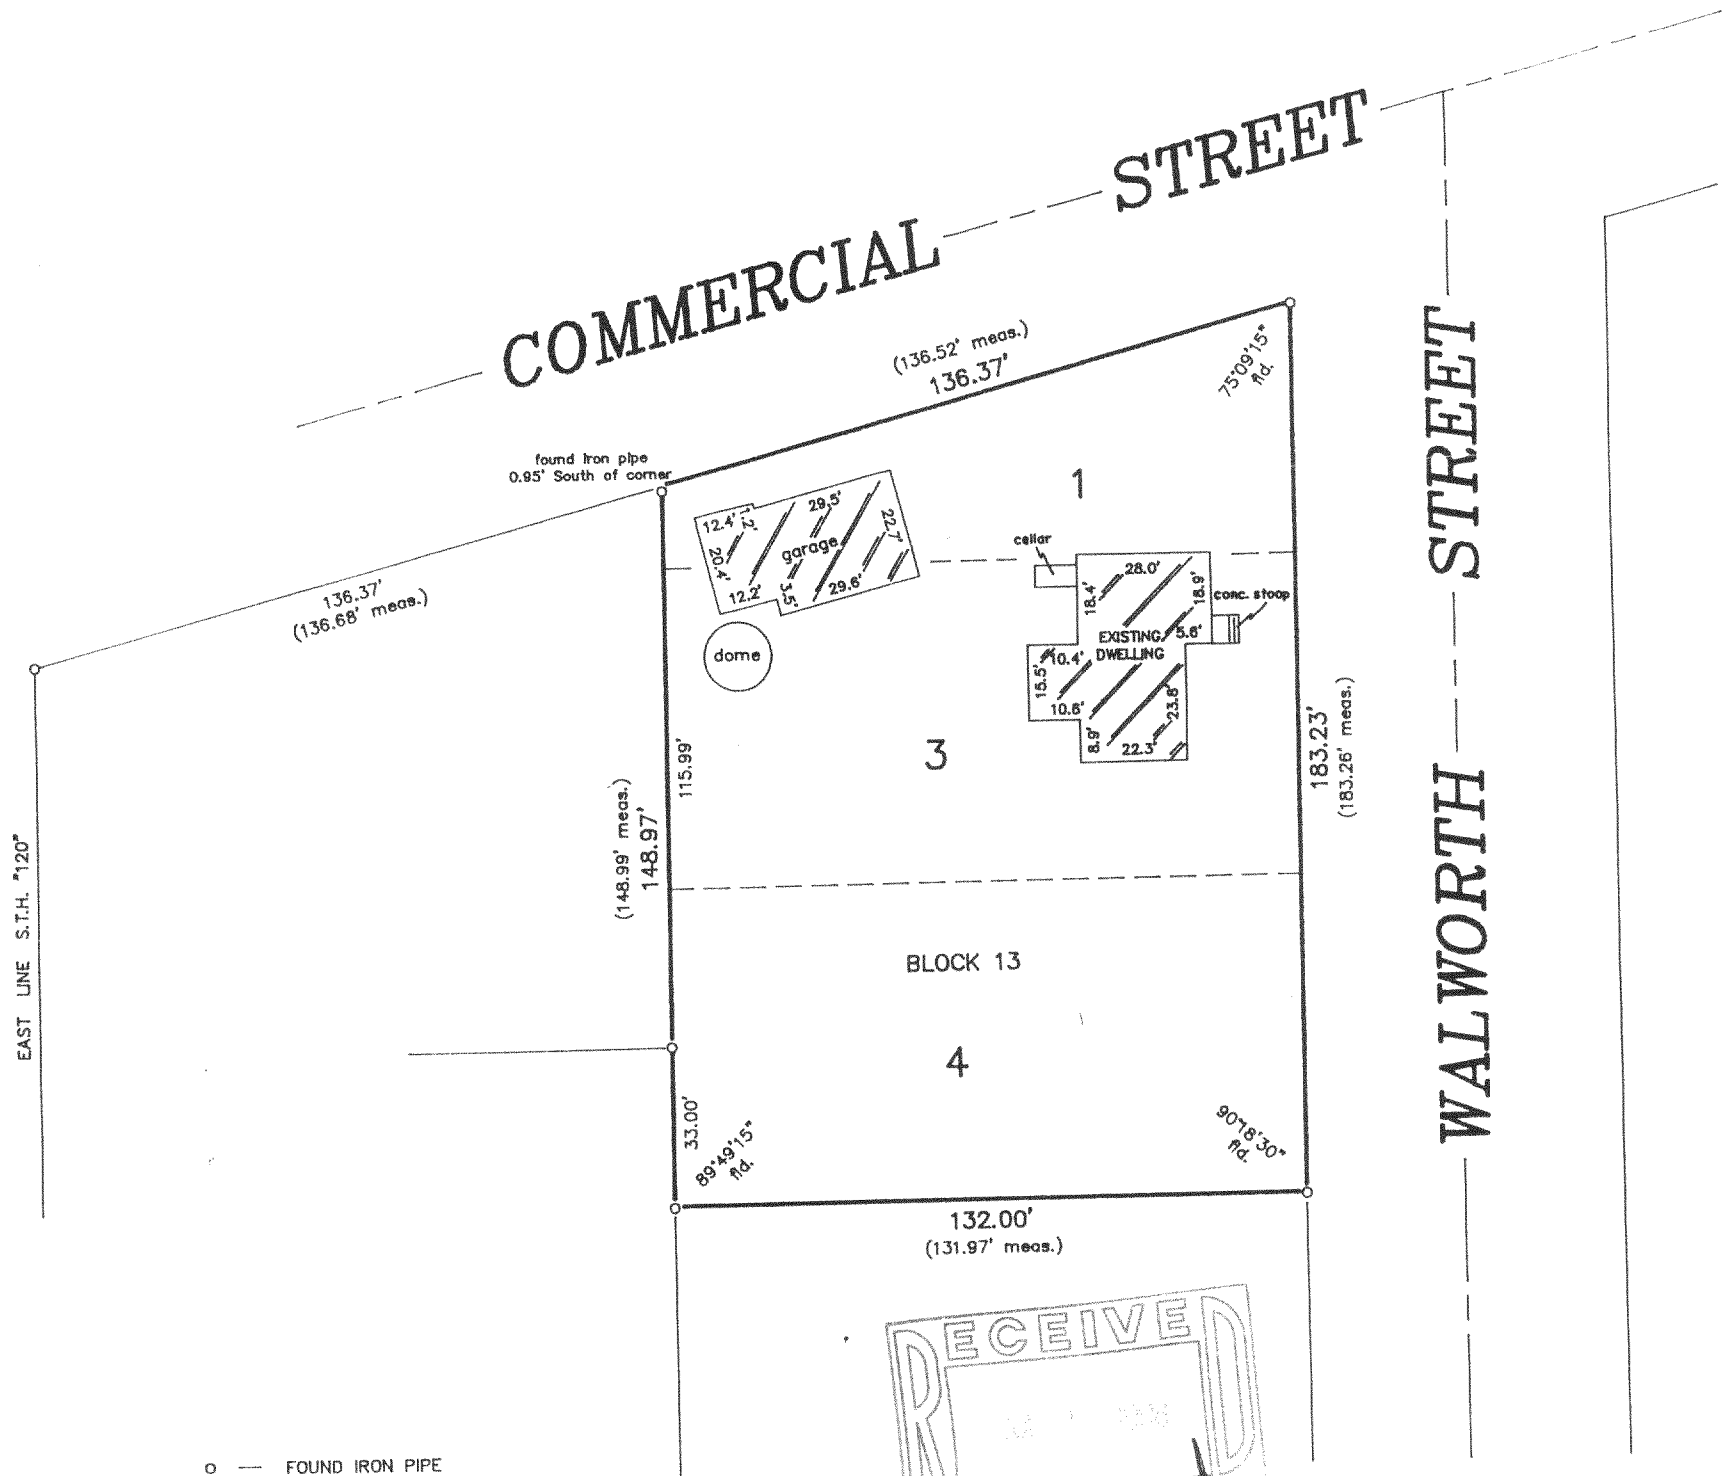 COMMERCIAL STREET
(136.52' meas.)
136.37'
75°09'15"
fld.
found iron pipe
0.95' South of corner
136.37'
(136.68' meas.)
12.4'
1.2'
29.5'
22.7'
20.4'
garage
12.2'
3.5'
29.6'
dome
1
cellar
28.0'
18.4'
18.9'
conc. stoop
EXISTING
DWELLING
5.6'
10.4'
15.5'
10.6'
23.8'
8.9'
22.3'
3
115.99'
(148.99' meas.)
148.97'
183.23'
(183.26' meas.)
WALWORTH STREET
EAST LINE S.T.H. "120"
BLOCK 13
4
33.00'
89°49'15"
fld.
90°18'30"
fld.
132.00'
(131.97' meas.)
RECEIVED
FOUND IRON PIPE